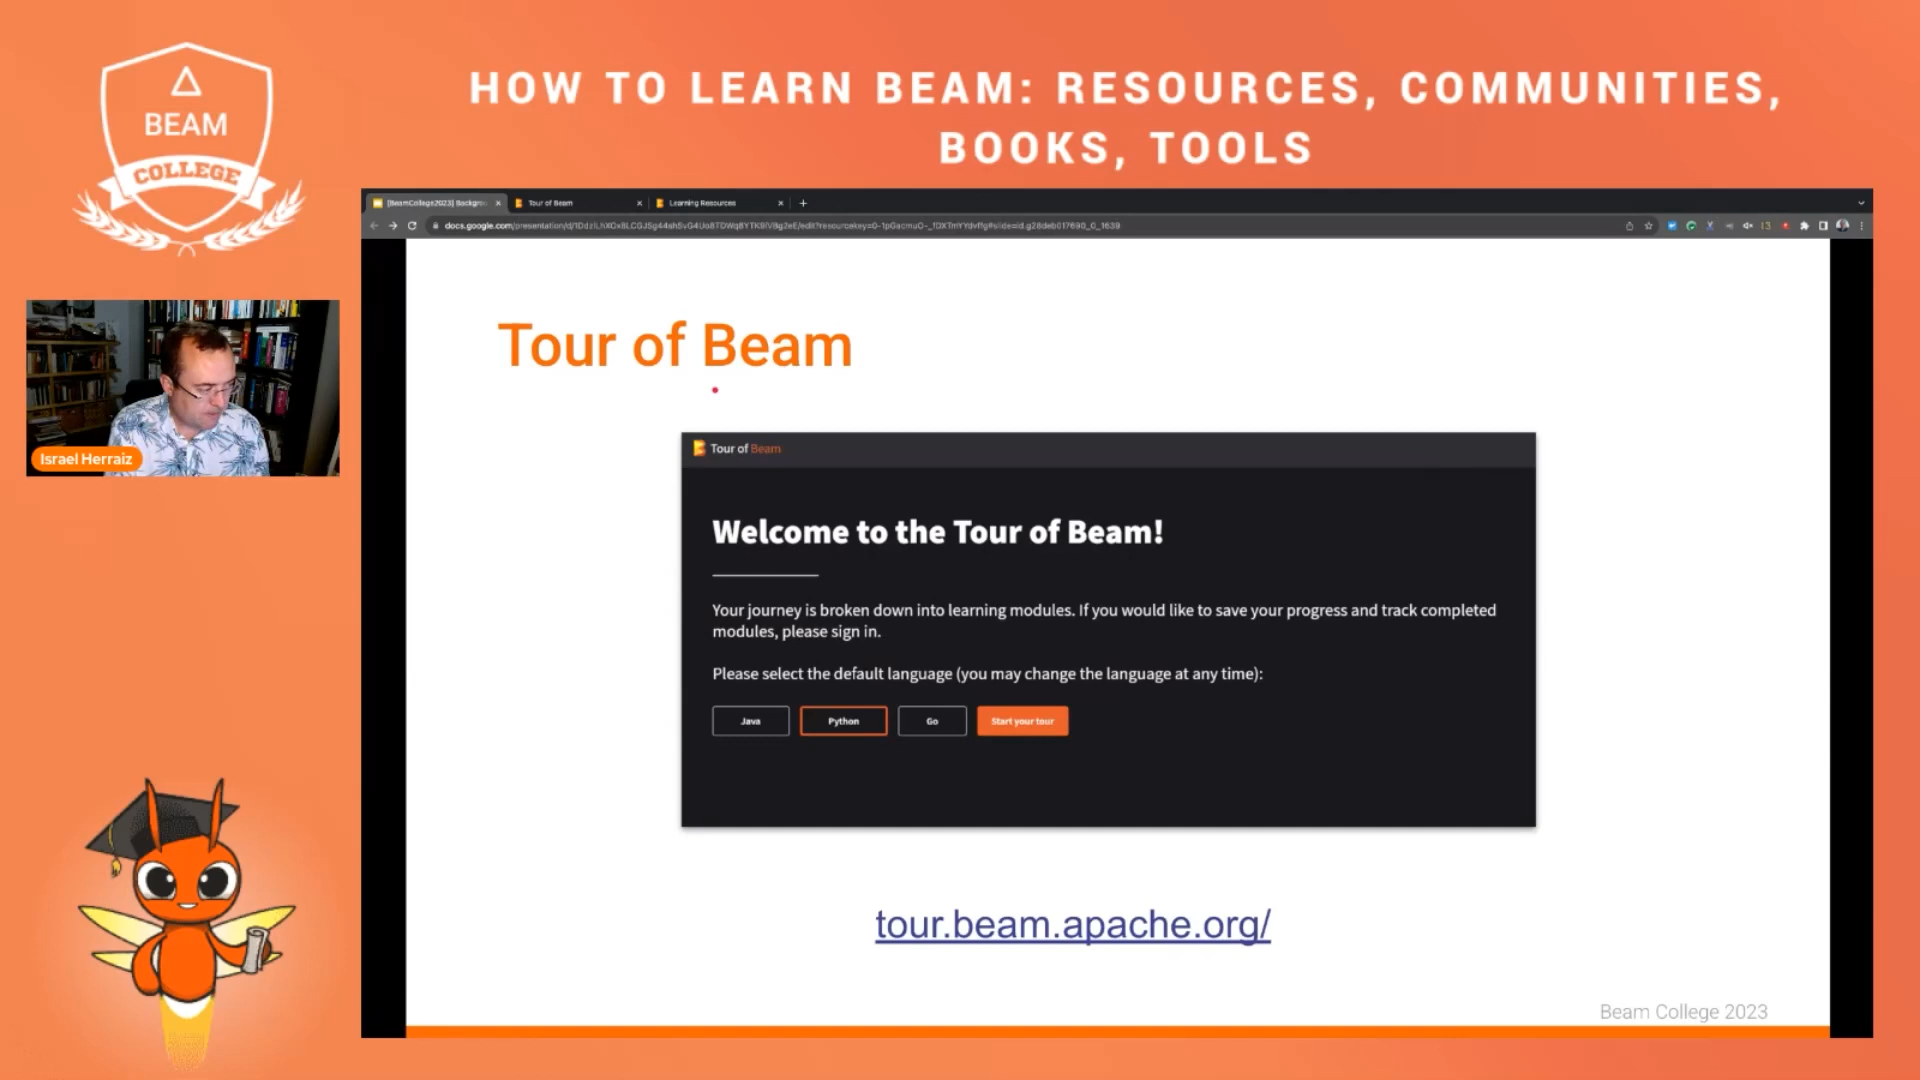 BEAM
COLLEGE
HOW TO LEARN BEAM: RESOURCES, COMMUNITIES,
BOOKS, TOOLS
[BeamCollege2023] Backgrou
Tour of Beam
Learning Resources
Israel Herraiz
Tour of Beam
Tour of Beam
Welcome to the Tour of Beam!
Your journey is broken down into learning modules. If you would like to save your progress and track completed
modules, please sign in.
Please select the default language (you may change the language at any time):
Java
Python
Go
Start your tour
tour.beam.apache.org/
Beam College 2023